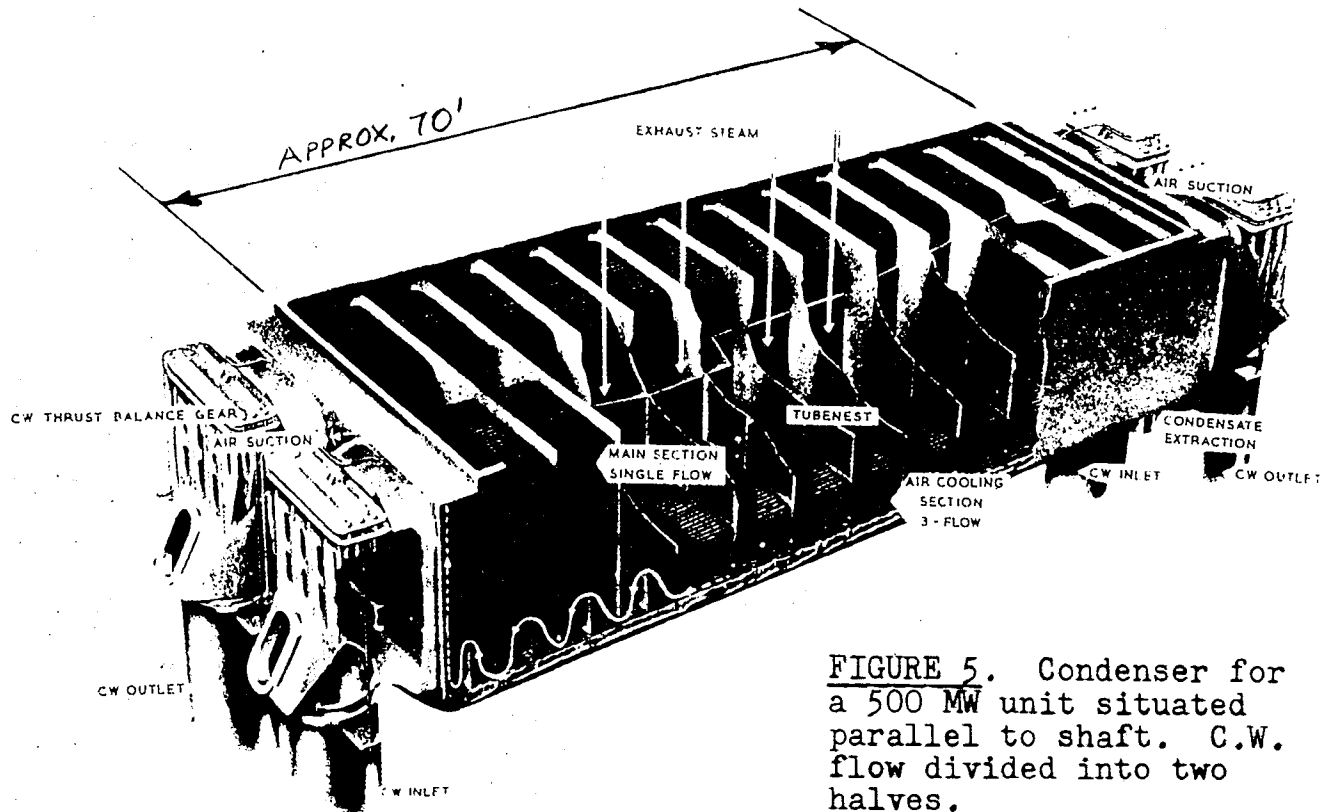 APPROX. 70'
EXHAUST STEAM
AIR SUCTION
CW THRUST BALANCE GEAR
AIR SUCTION
TUBENEST
MAIN SECTION
SINGLE FLOW
CONDENSATE
EXTRACTION
CW INLET
CW OUTLET
AIR COOLING
SECTION
3-FLOW
CW OUTLET
CW INLET
FIGURE 5. Condenser for
a 500 MW unit situated
parallel to shaft. C.W.
flow divided into two
halves.